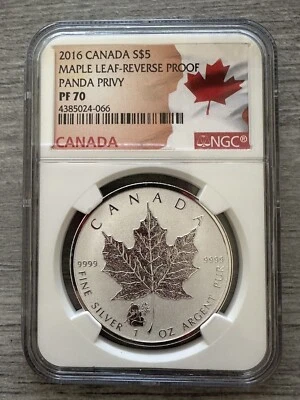 2016 CANADA S$5
MAPLE LEAF-REVERSE PROOF
PANDA PRIVY
PF 70
4385024-066
CANADA
NGC®
CANADA
9999 9999
FINE SILVER 1 OZ ARGENT PUR